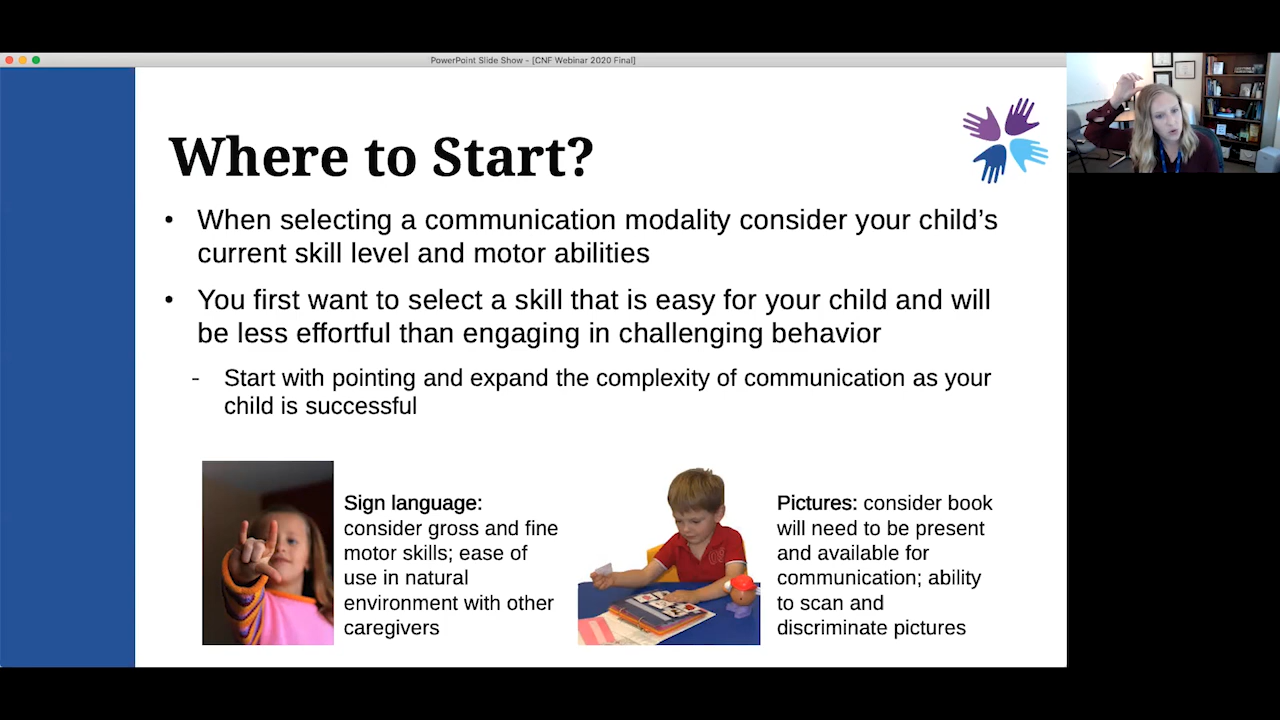 PowerPoint Slide Show - [CNF Webinar 2020 Final]
Where to Start?
• When selecting a communication modality consider your child’s
current skill level and motor abilities
• You first want to select a skill that is easy for your child and will
be less effortful than engaging in challenging behavior
- Start with pointing and expand the complexity of communication as your
child is successful
Sign language:
consider gross and fine
motor skills; ease of
use in natural
environment with other
caregivers
Pictures: consider book
will need to be present
and available for
communication; ability
to scan and
discriminate pictures